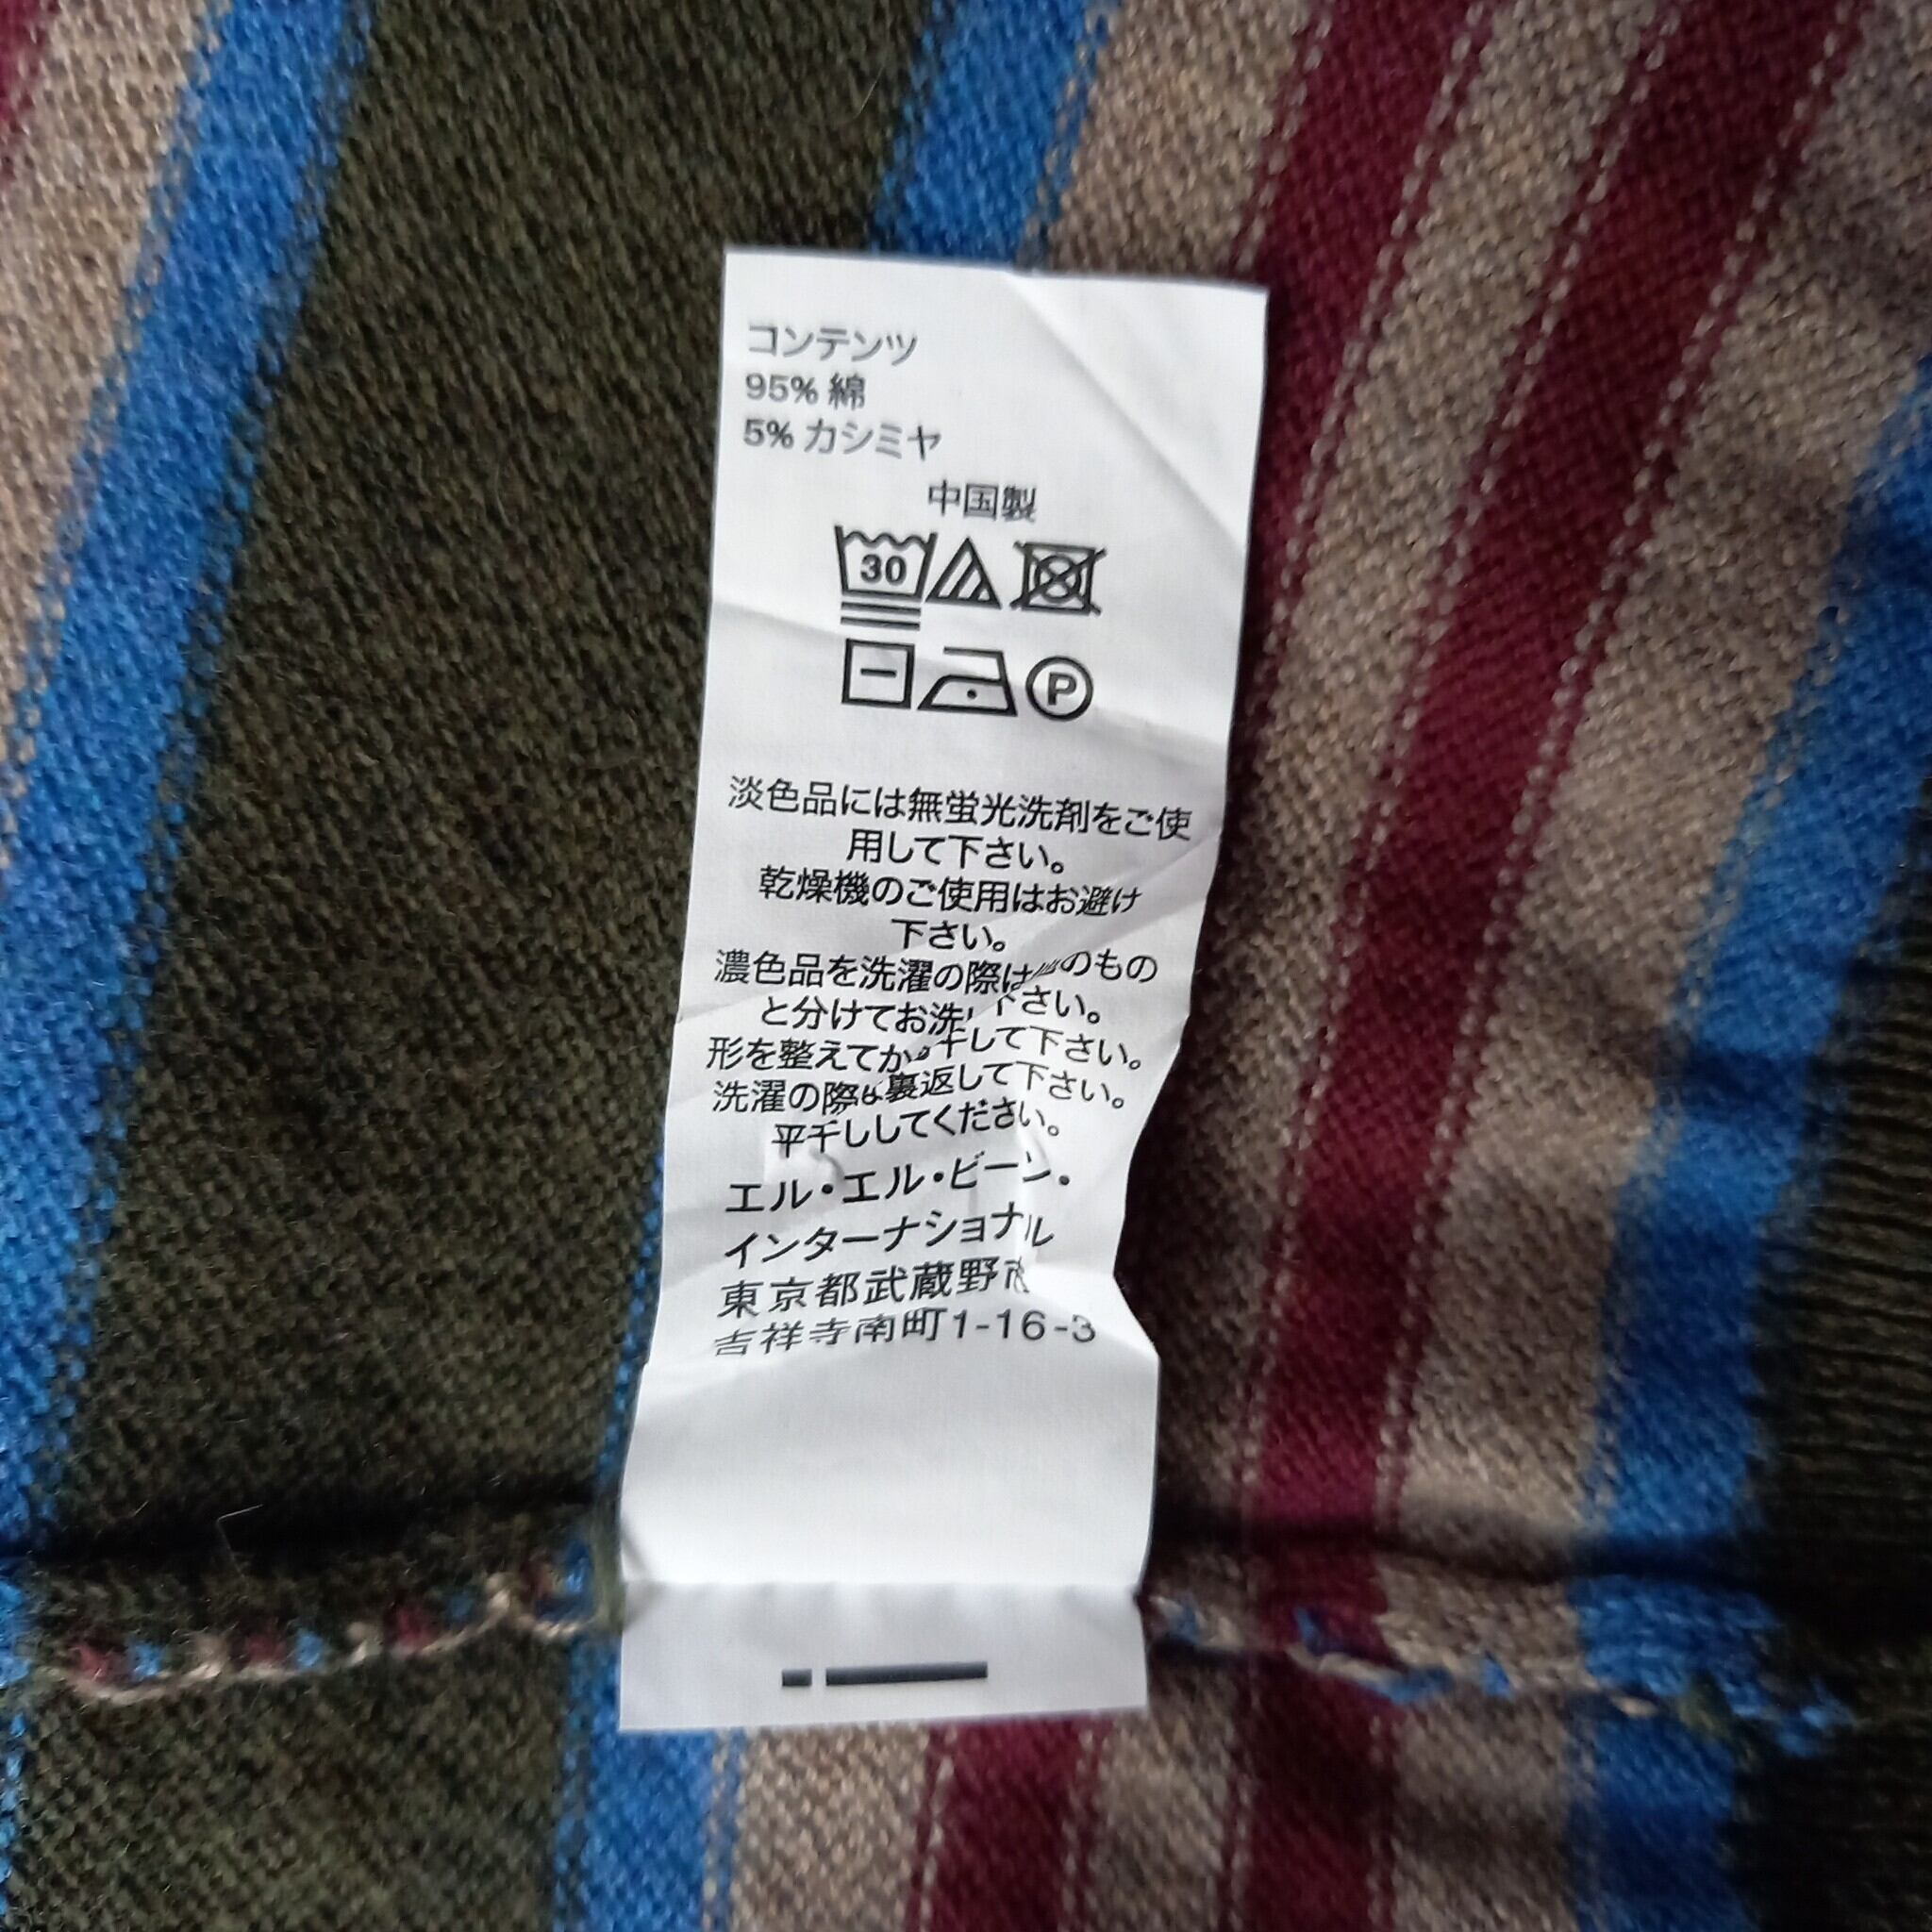 コンテンツ
95% 綿
5% カシミヤ
中国製
30
P
淡色品には無蛍光洗剤をご使
用して下さい。
乾燥機のご使用はお避け
下さい。
濃色品を洗濯の際は のもの
と分けてお洗 下さい。
形を整えてから干して下さい。
洗濯の際は裏返して下さい。
平干ししてください。
エル・エル・ビーン・
インターナショナル
東京都武蔵野市
吉祥寺南町1-16-3